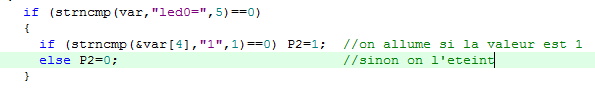 if (strncmp(var,"led0=",5)==0)
{
if (strncmp(&var[4],"1",1)==0) P2=1; //on allume si la valeur est 1
else P2=0; //sinon on l'eteint
}